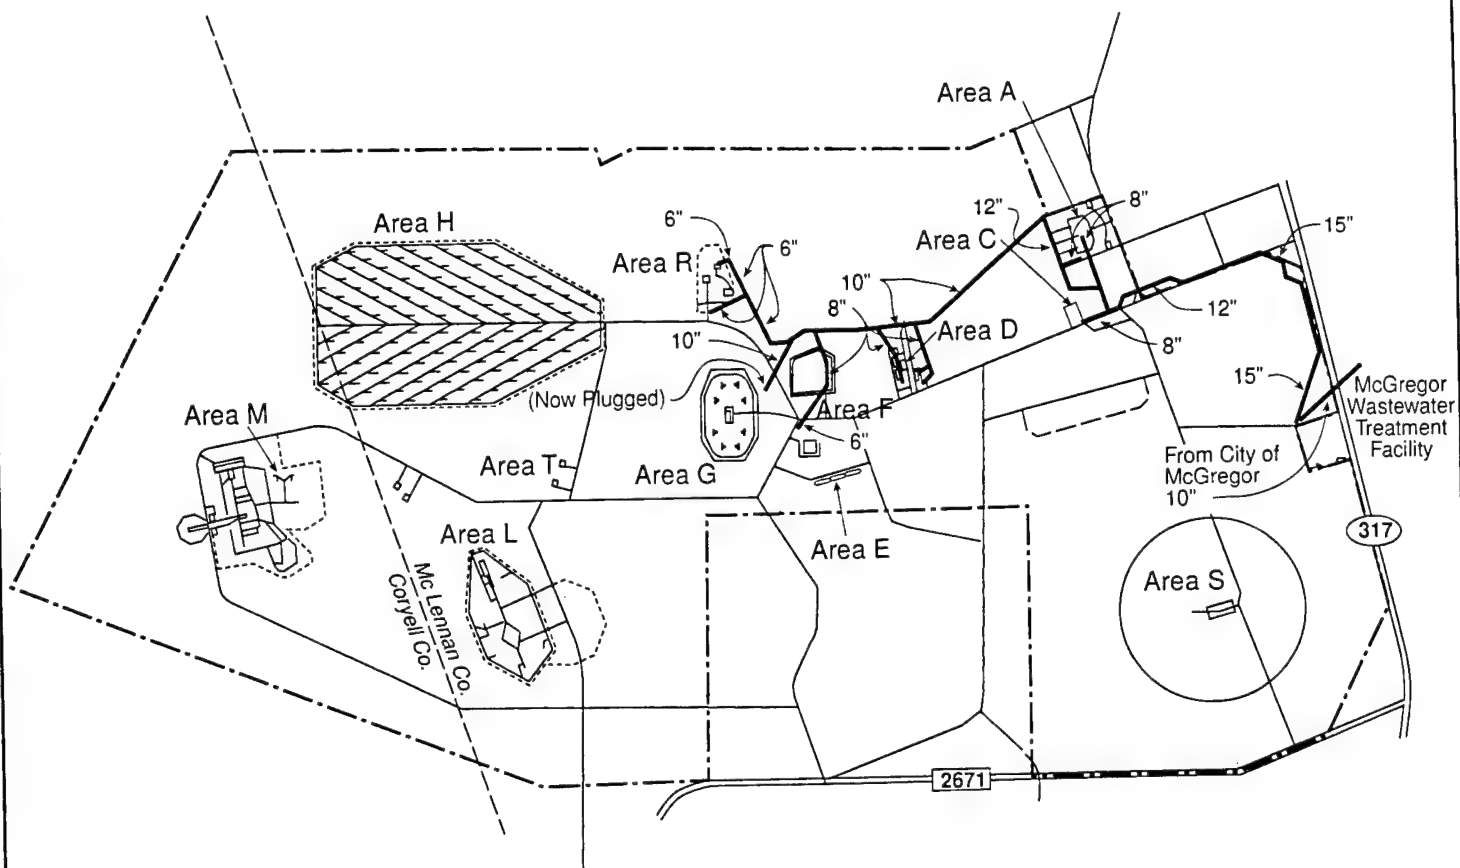 Area A
8"
12"
Area H
6"
15"
Area C
6"
Area R
10"
8"
12"
Area D
10"
8"
15"
McGregor
Wastewater
Treatment
Facility
(Now Plugged)
Area M
Area F
6"
From City of
McGregor
10"
Area T
Area G
317
Area L
Area E
Area S
Mc Lennan Co.
Coryell Co.
2671